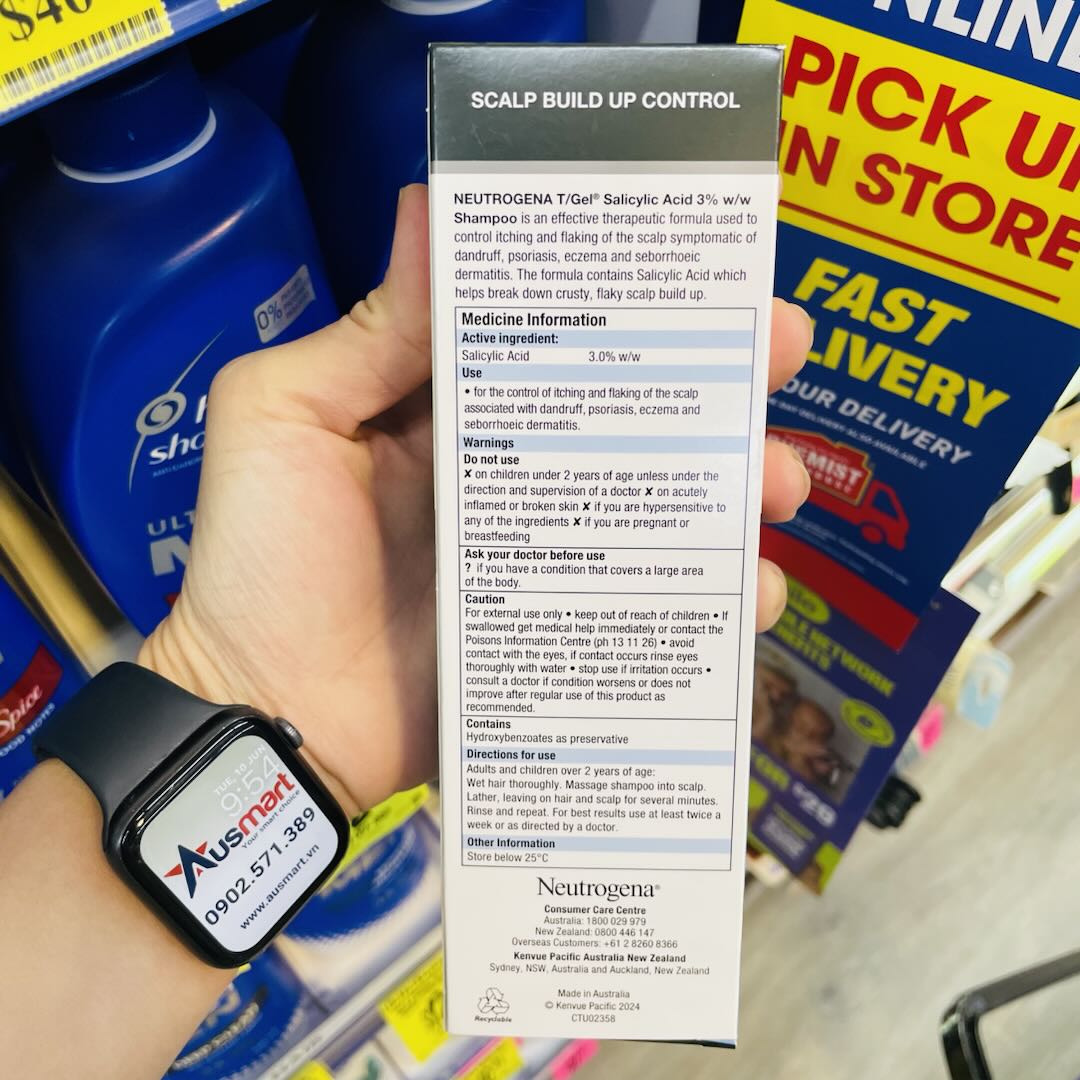 SCALP BUILD UP CONTROL
NEUTROGENA T/Gel® Salicylic Acid 3% w/w
Shampoo is an effective therapeutic formula used to
control itching and flaking of the scalp symptomatic of
dandruff, psoriasis, eczema and seborrhoeic
dermatitis. The formula contains Salicylic Acid which
helps break down crusty, flaky scalp build up.
Medicine Information
Active ingredient:
Salicylic Acid 3.0% w/w
Use
• for the control of itching and flaking of the scalp
associated with dandruff, psoriasis, eczema and
seborrhoeic dermatitis.
Warnings
Do not use
✘ on children under 2 years of age unless under the
direction and supervision of a doctor ✘ on acutely
inflamed or broken skin ✘ if you are hypersensitive to
any of the ingredients ✘ if you are pregnant or
breastfeeding
Ask your doctor before use
? if you have a condition that covers a large area
of the body.
Caution
For external use only • keep out of reach of children • If
swallowed get medical help immediately or contact the
Poisons Information Centre (ph 13 11 26) • avoid
contact with the eyes, if contact occurs rinse eyes
thoroughly with water • stop use if irritation occurs •
consult a doctor if condition worsens or does not
improve after regular use of this product as
recommended.
Contains
Hydroxybenzoates as preservative
Directions for use
Adults and children over 2 years of age:
Wet hair thoroughly. Massage shampoo into scalp.
Lather, leaving on hair and scalp for several minutes.
Rinse and repeat. For best results use at least twice a
week or as directed by a doctor.
Other Information
Store below 25°C
Neutrogena®
Consumer Care Centre
Australia: 1800 029 979
New Zealand: 0800 446 147
Overseas Customers: +61 2 8260 8366
Kenvue Pacific Australia New Zealand
Sydney, NSW, Australia and Auckland, New Zealand
Recyclable
Made in Australia
© Kenvue Pacific 2024
CTU02358
TUE 10 JUN
9:54
Ausmart
Your smart choice
0902.571.389
www.ausmart.vn
0%
sho
ULT
Spice
PICK U
IN STORE
FAST
LIVERY
OUR DELIVERY